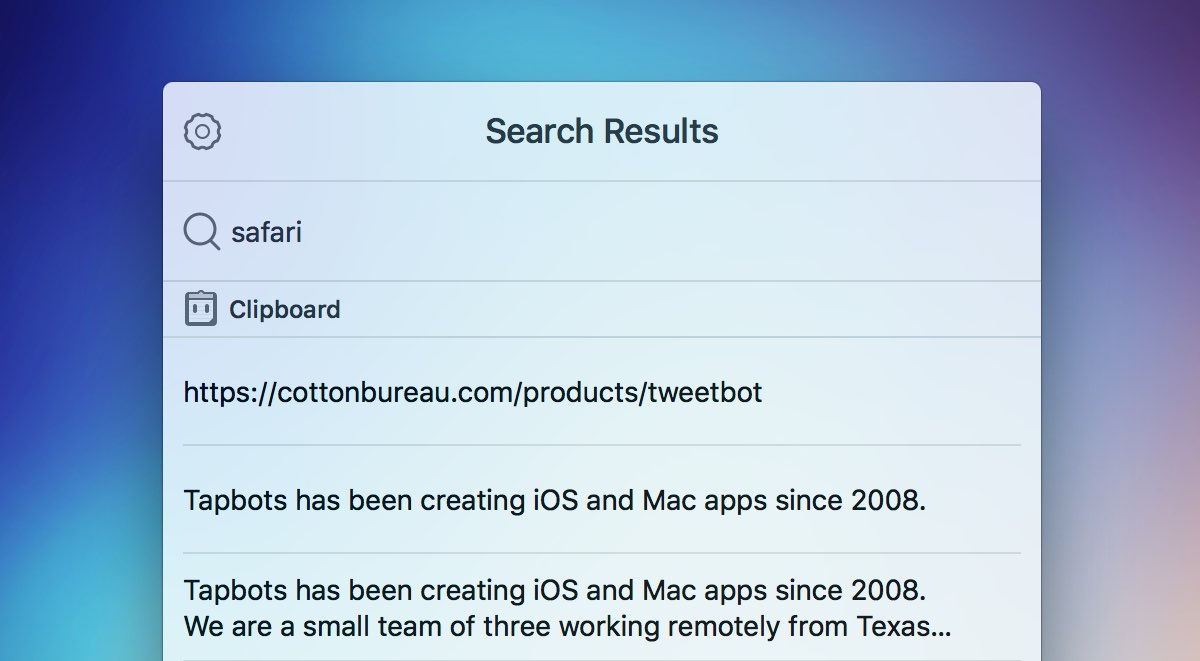 Search Results
safari
Clipboard
https://cottonbureau.com/products/tweetbot
Tapbots has been creating iOS and Mac apps since 2008.
Tapbots has been creating iOS and Mac apps since 2008.
We are a small team of three working remotely from Texas...